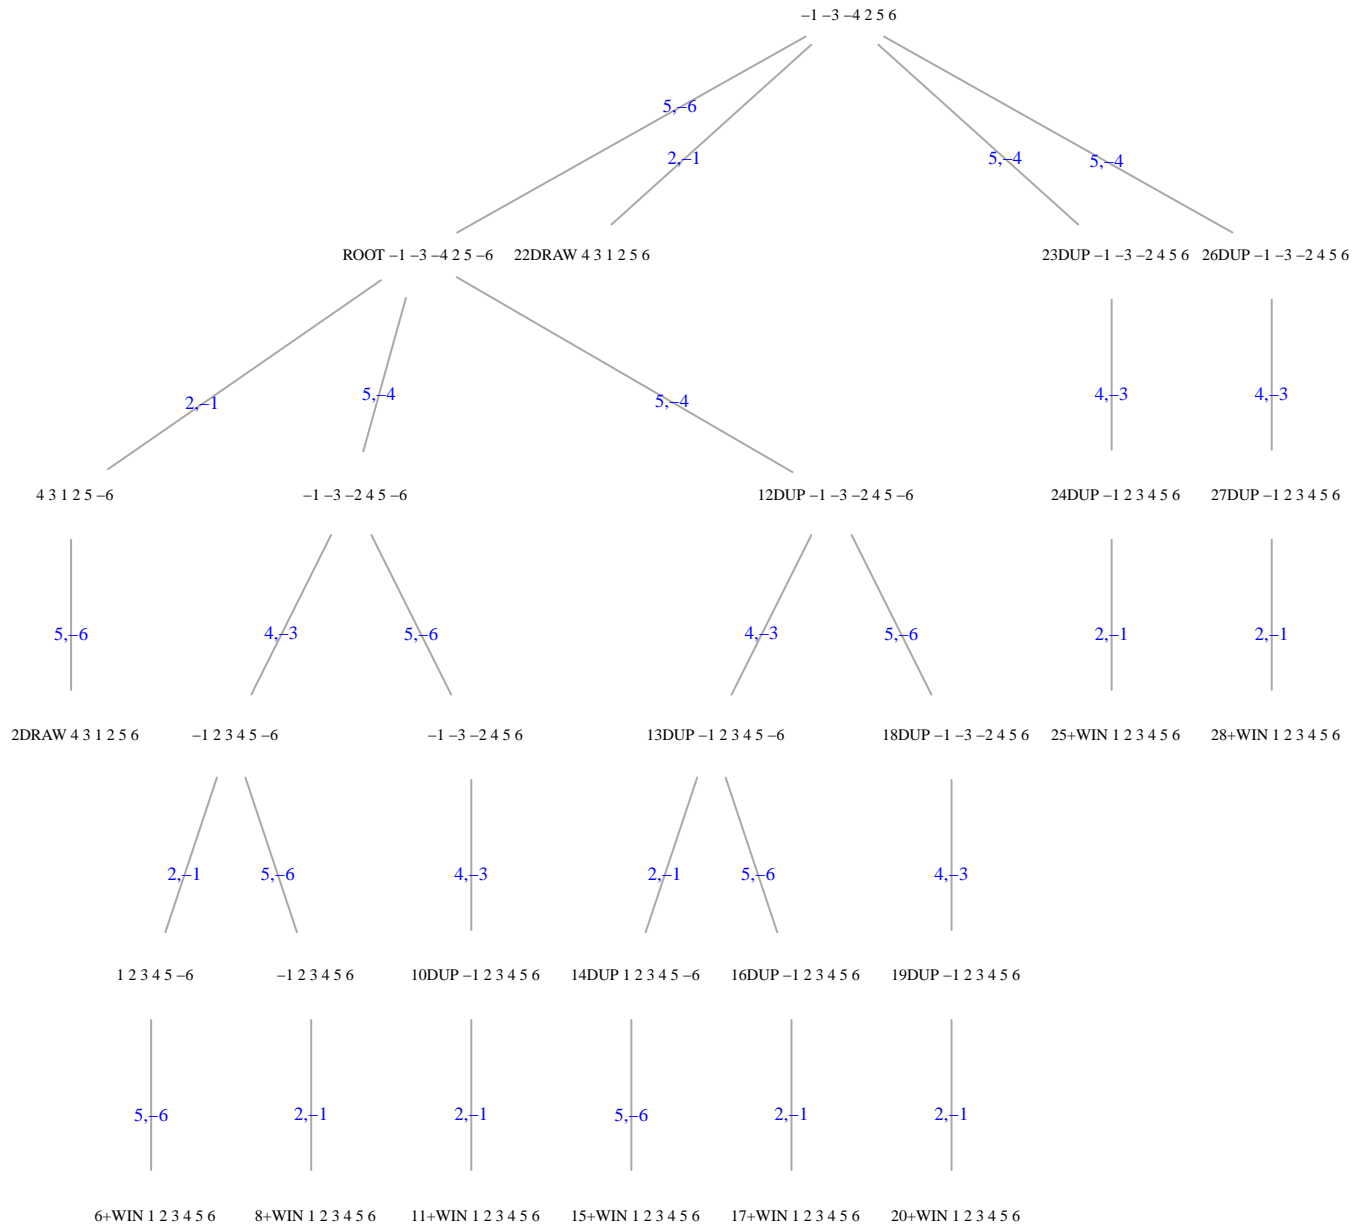 −1 −3 −4 2 5 6
5,−6
2,−1
5,−4
5,−4
ROOT −1 −3 −4 2 5 −6
22DRAW 4 3 1 2 5 6
23DUP −1 −3 −2 4 5 6
26DUP −1 −3 −2 4 5 6
2,−1
5,−4
5,−4
4,−3
4,−3
4 3 1 2 5 −6
−1 −3 −2 4 5 −6
12DUP −1 −3 −2 4 5 −6
24DUP −1 2 3 4 5 6
27DUP −1 2 3 4 5 6
5,−6
4,−3
5,−6
4,−3
5,−6
2,−1
2,−1
2DRAW 4 3 1 2 5 6
−1 2 3 4 5 −6
−1 −3 −2 4 5 6
13DUP −1 2 3 4 5 −6
18DUP −1 −3 −2 4 5 6
25+WIN 1 2 3 4 5 6
28+WIN 1 2 3 4 5 6
2,−1
5,−6
4,−3
2,−1
5,−6
4,−3
1 2 3 4 5 −6
−1 2 3 4 5 6
10DUP −1 2 3 4 5 6
14DUP 1 2 3 4 5 −6
16DUP −1 2 3 4 5 6
19DUP −1 2 3 4 5 6
5,−6
2,−1
2,−1
5,−6
2,−1
2,−1
6+WIN 1 2 3 4 5 6
8+WIN 1 2 3 4 5 6
11+WIN 1 2 3 4 5 6
15+WIN 1 2 3 4 5 6
17+WIN 1 2 3 4 5 6
20+WIN 1 2 3 4 5 6